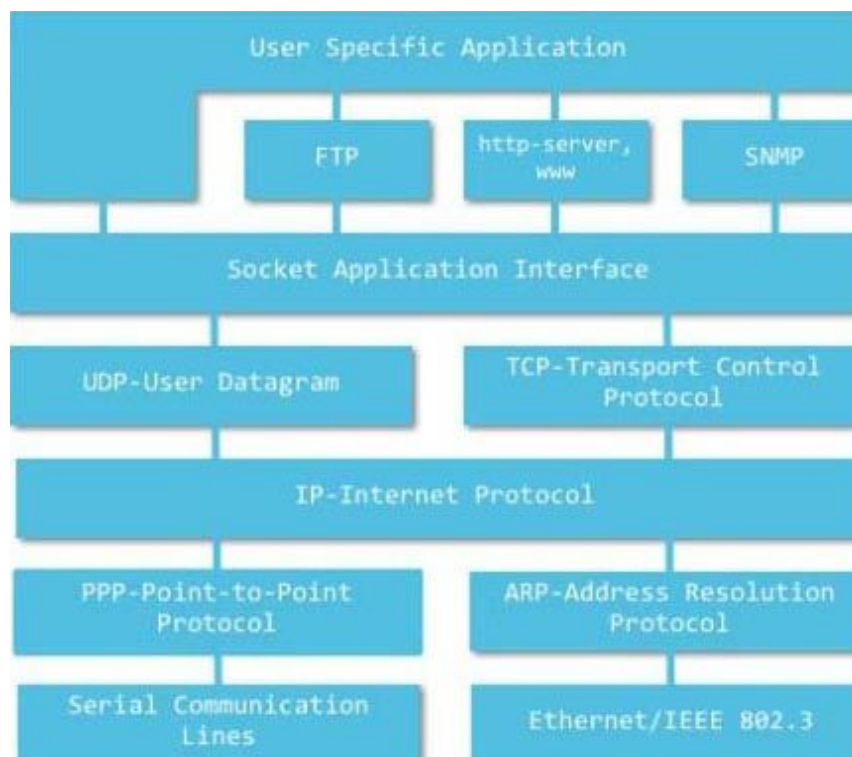 User Specific Application
FTP
http-server,
www
SNMP
Socket Application Interface
UDP-User Datagram
TCP-Transport Control
Protocol
IP-Internet Protocol
PPP-Point-to-Point
Protocol
ARP-Address Resolution
Protocol
Serial Communication
Lines
Ethernet/IEEE 802.3